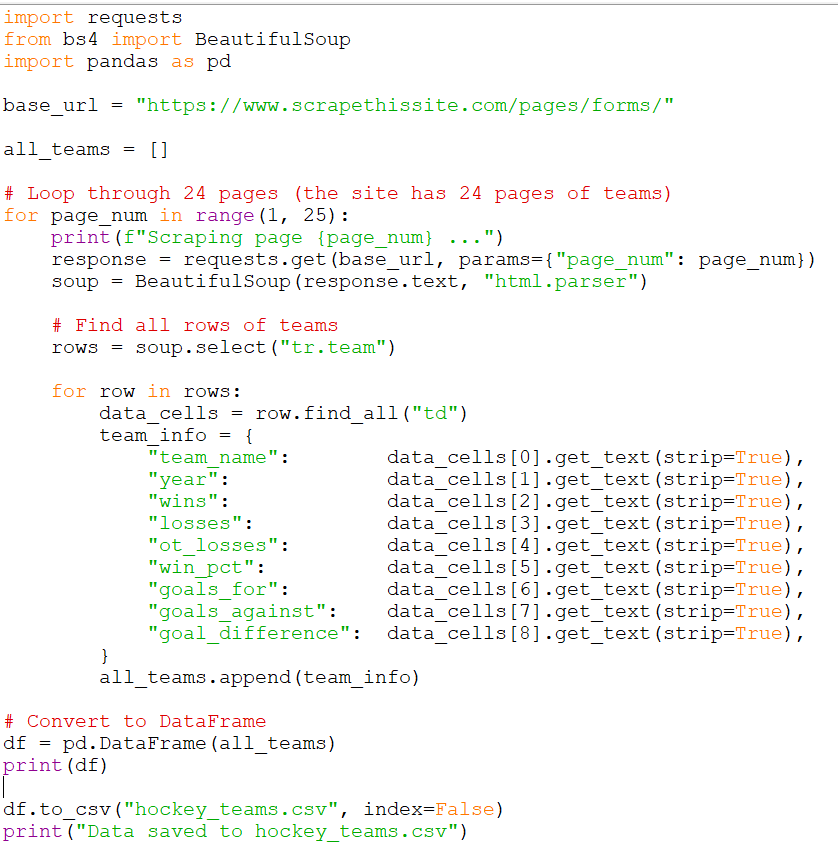 import requests
from bs4 import BeautifulSoup
import pandas as pd

base_url = "https://www.scrapethissite.com/pages/forms/"

all_teams = []

# Loop through 24 pages (the site has 24 pages of teams)
for page_num in range(1, 25):
    print(f"Scraping page {page_num} ...")
    response = requests.get(base_url, params={"page_num": page_num})
    soup = BeautifulSoup(response.text, "html.parser")

    # Find all rows of teams
    rows = soup.select("tr.team")

    for row in rows:
        data_cells = row.find_all("td")
        team_info = {
            "team_name":        data_cells[0].get_text(strip=True),
            "year":             data_cells[1].get_text(strip=True),
            "wins":             data_cells[2].get_text(strip=True),
            "losses":           data_cells[3].get_text(strip=True),
            "ot_losses":        data_cells[4].get_text(strip=True),
            "win_pct":          data_cells[5].get_text(strip=True),
            "goals_for":        data_cells[6].get_text(strip=True),
            "goals_against":    data_cells[7].get_text(strip=True),
            "goal_difference":  data_cells[8].get_text(strip=True),
        }
        all_teams.append(team_info)

# Convert to DataFrame
df = pd.DataFrame(all_teams)
print(df)

df.to_csv("hockey_teams.csv", index=False)
print("Data saved to hockey_teams.csv")